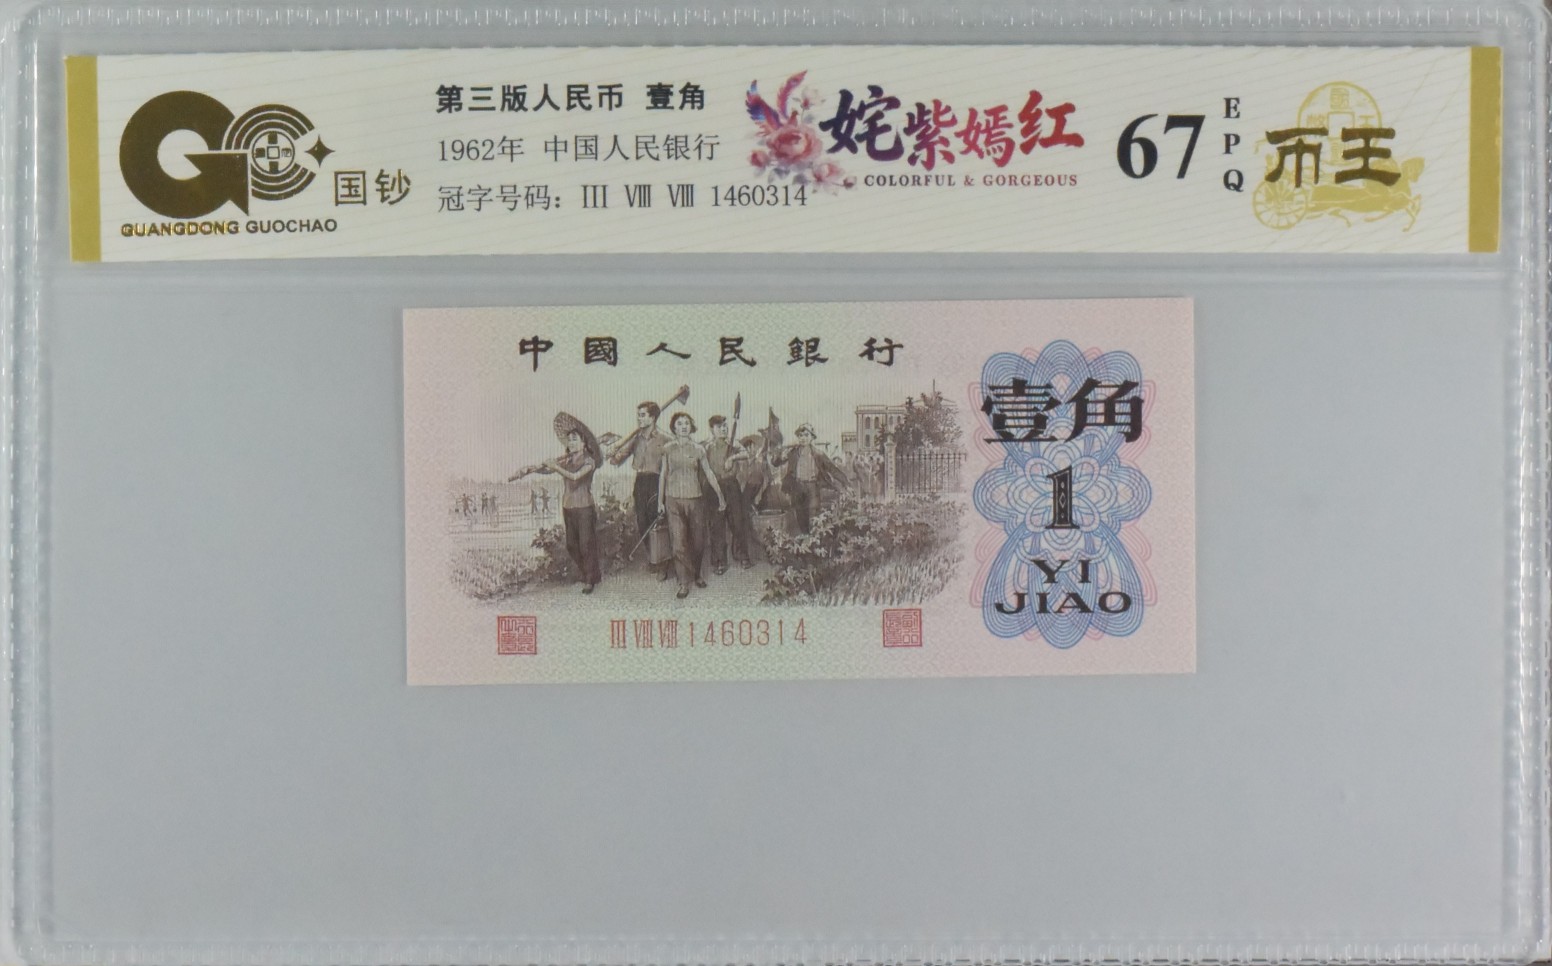 国钞
GUANGDONG GUOCHAO
第三版人民币 壹角
1962年 中国人民银行
冠字号码：III VIII VIII 1460314
姹紫嫣红
COLORFUL & GORGEOUS
67
EPQ
币王
中國人民銀行
壹角
1
YI
JIAO
III VIII VIII 1460314